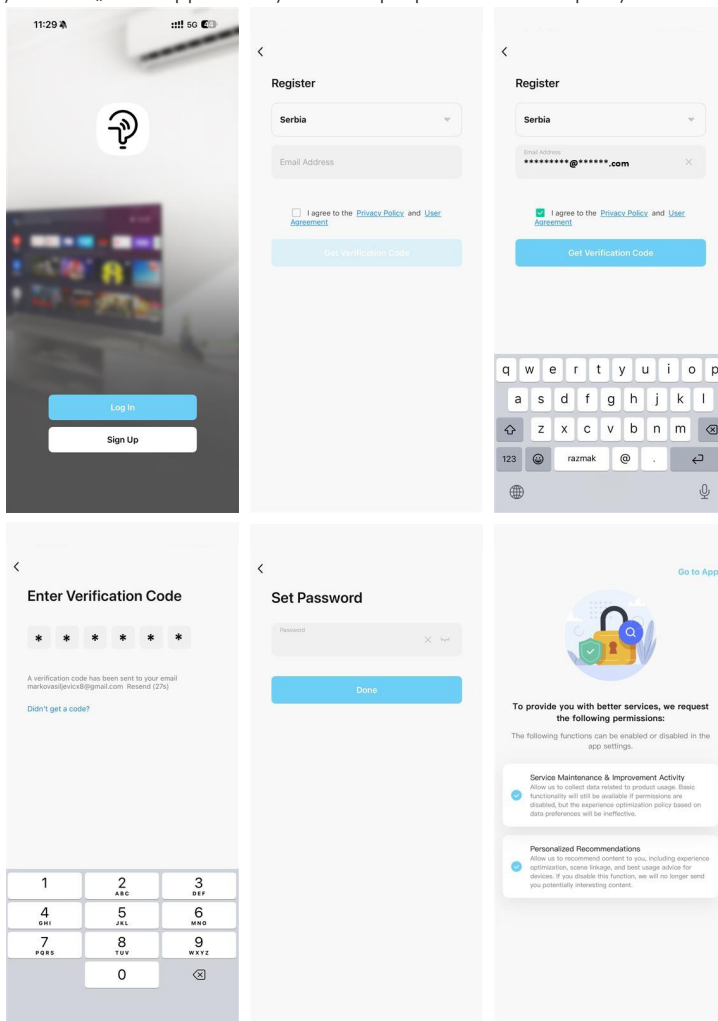 11:29
5G
Log In
Sign Up
Register
Serbia
Email Address
I agree to the Privacy Policy and User
Agreement
Get Verification Code
Register
Serbia
Email Address
*********@******.com
I agree to the Privacy Policy and User
Agreement
Get Verification Code
q w e r t y u i o p
a s d f g h j k l
z x c v b n m
123 razmak @ .
Enter Verification Code
* * * * * *
A verification code has been sent to your email
markovasiljevicx8@gmail.com Resend (27s)
Didn't get a code?
1 2 3
ABC DEF
4 5 6
GHI JKL MNO
7 8 9
PQRS TUV WXYZ
0
Set Password
Password
Done
Go to App
To provide you with better services, we request
the following permissions:
The following functions can be enabled or disabled in the
app settings.
Service Maintenance & Improvement Activity
Allow us to collect data related to product usage. Basic
functionality will still be available if permissions are
disabled, but the experience optimization policy based on
data preferences will be ineffective.
Personalized Recommendations
Allow us to recommend content to you, including experience
optimization, scene linkage, and best usage advice for
devices. If you disable this function, we will no longer send
you potentially interesting content.